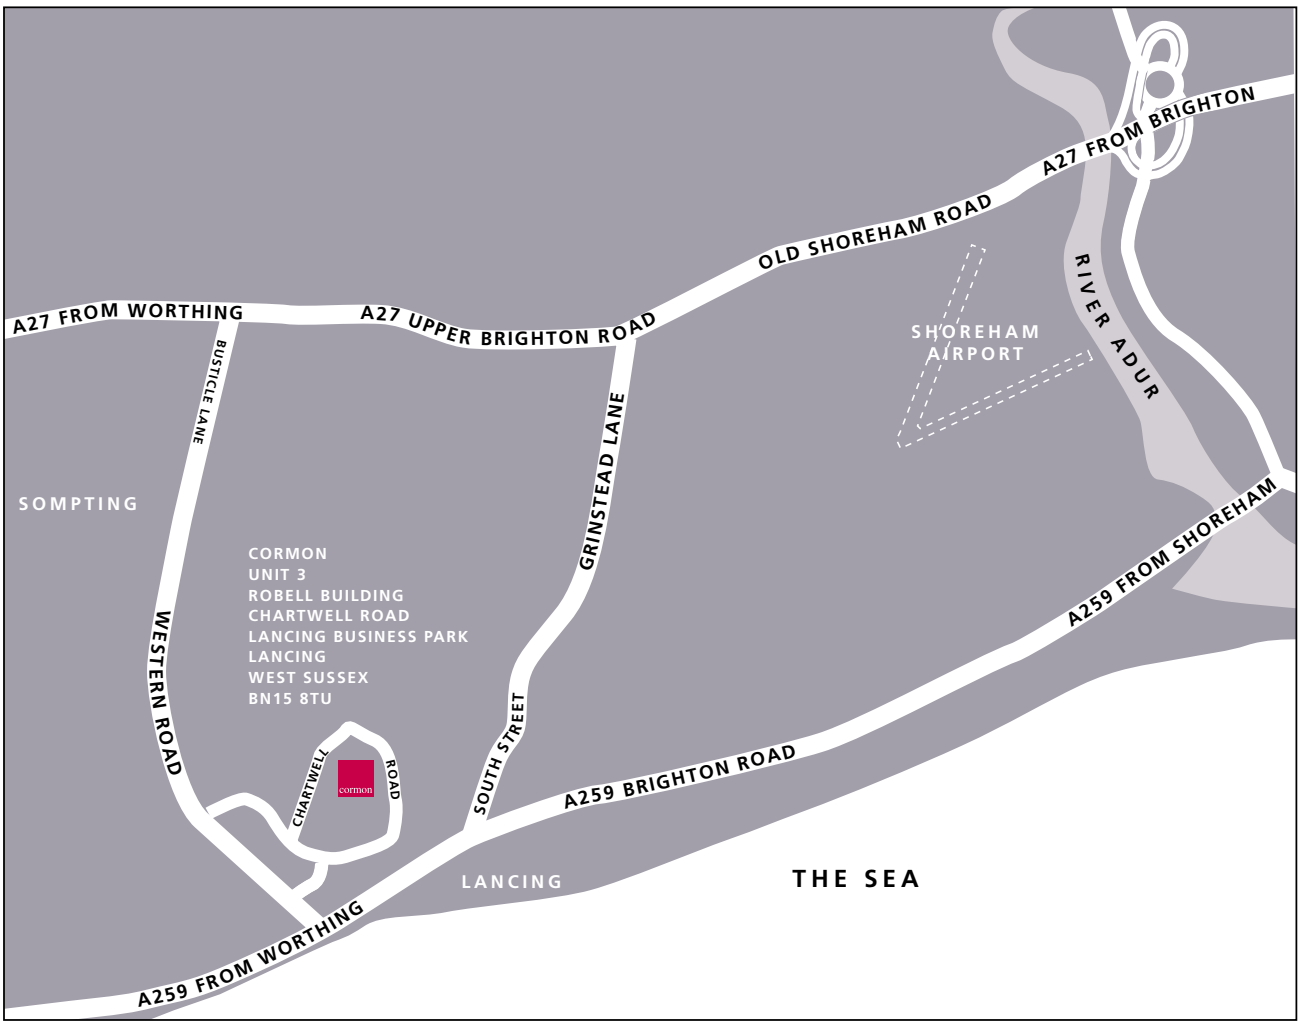 A27 FROM BRIGHTON
OLD SHOREHAM ROAD
RIVER ADUR
A27 FROM WORTHING
A27 UPPER BRIGHTON ROAD
SHOREHAM
AIRPORT
BUSTICLE LANE
GRINSTEAD LANE
SOMPTING
A259 FROM SHOREHAM
CORMON
UNIT 3
ROBELL BUILDING
CHARTWELL ROAD
LANCING BUSINESS PARK
LANCING
WEST SUSSEX
BN15 8TU
WESTERN ROAD
SOUTH STREET
CHARTWELL
ROAD
cormon
A259 BRIGHTON ROAD
LANCING
THE SEA
A259 FROM WORTHING